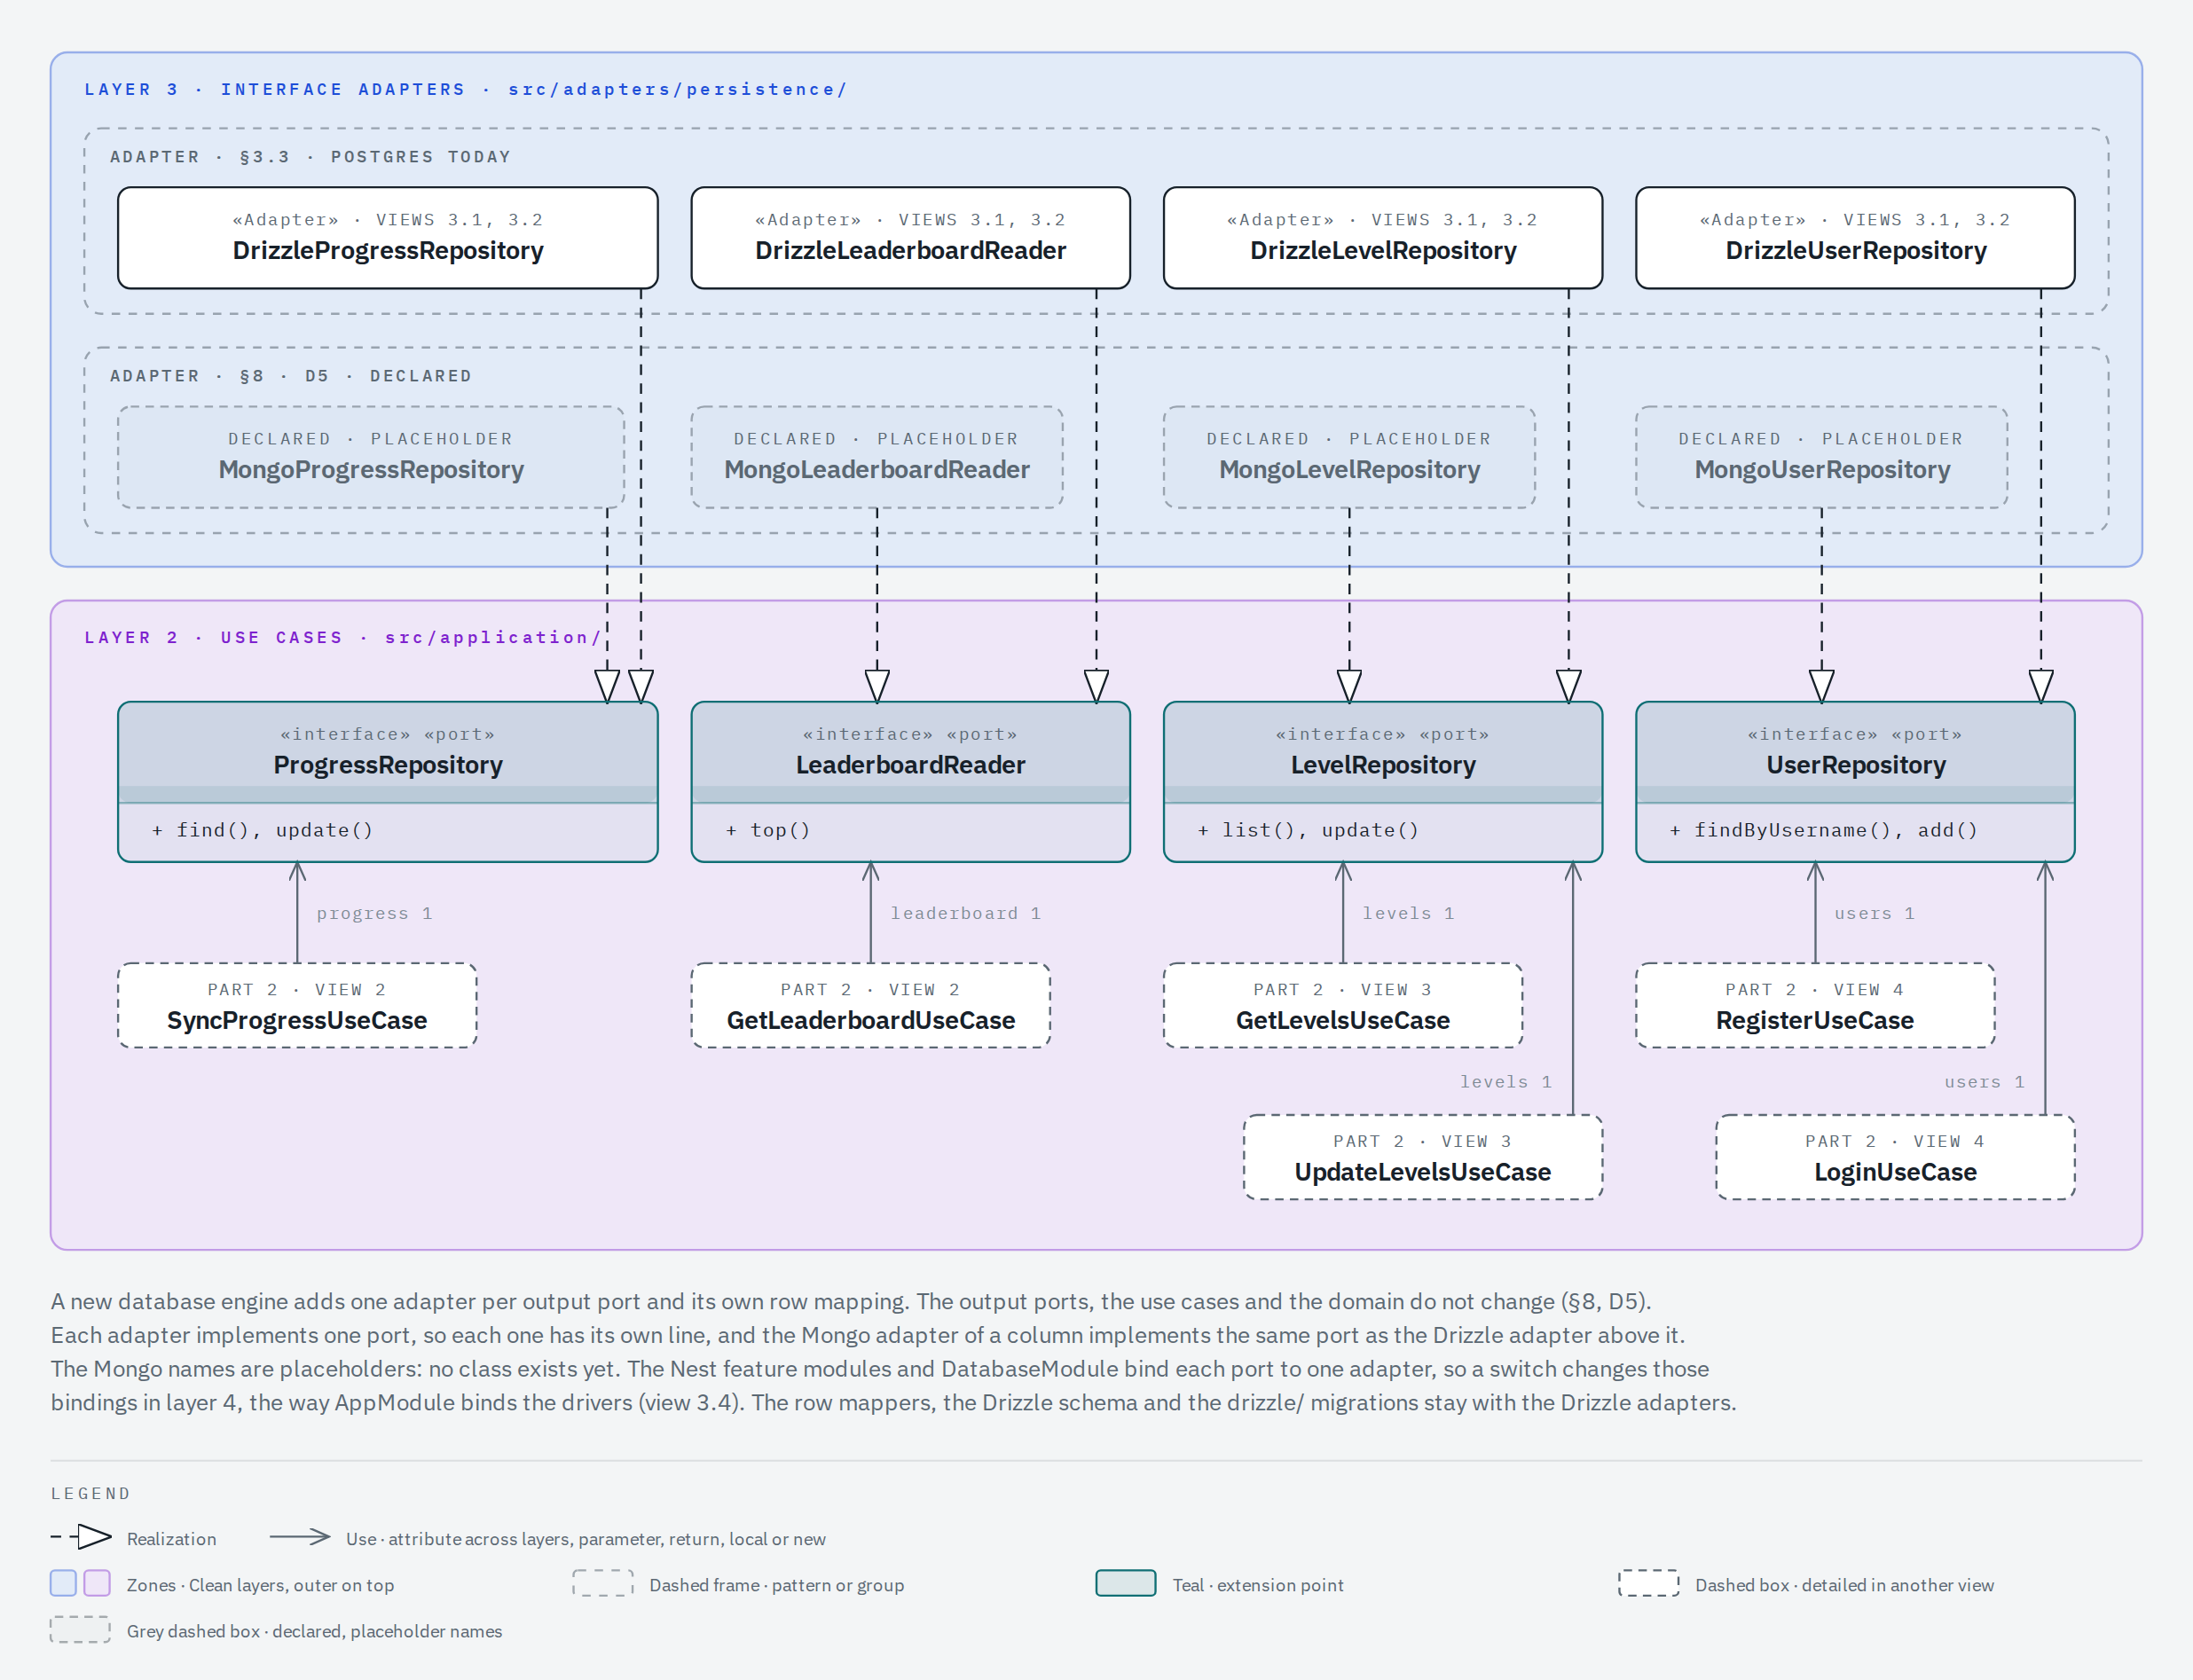 LAYER 3 · INTERFACE ADAPTERS · src/adapters/persistence/
ADAPTER · §3.3 · POSTGRES TODAY
«Adapter» · VIEWS 3.1, 3.2
DrizzleProgressRepository
«Adapter» · VIEWS 3.1, 3.2
DrizzleLeaderboardReader
«Adapter» · VIEWS 3.1, 3.2
DrizzleLevelRepository
«Adapter» · VIEWS 3.1, 3.2
DrizzleUserRepository
ADAPTER · §8 · D5 · DECLARED
DECLARED · PLACEHOLDER
MongoProgressRepository
DECLARED · PLACEHOLDER
MongoLeaderboardReader
DECLARED · PLACEHOLDER
MongoLevelRepository
DECLARED · PLACEHOLDER
MongoUserRepository
LAYER 2 · USE CASES · src/application/
«interface» «port»
ProgressRepository
+ find(), update()
«interface» «port»
LeaderboardReader
+ top()
«interface» «port»
LevelRepository
+ list(), update()
«interface» «port»
UserRepository
+ findByUsername(), add()
progress 1
leaderboard 1
levels 1
users 1
PART 2 · VIEW 2
SyncProgressUseCase
PART 2 · VIEW 2
GetLeaderboardUseCase
PART 2 · VIEW 3
GetLevelsUseCase
PART 2 · VIEW 4
RegisterUseCase
levels 1
users 1
PART 2 · VIEW 3
UpdateLevelsUseCase
PART 2 · VIEW 4
LoginUseCase
A new database engine adds one adapter per output port and its own row mapping. The output ports, the use cases and the domain do not change (§8, D5).
Each adapter implements one port, so each one has its own line, and the Mongo adapter of a column implements the same port as the Drizzle adapter above it.
The Mongo names are placeholders: no class exists yet. The Nest feature modules and DatabaseModule bind each port to one adapter, so a switch changes those
bindings in layer 4, the way AppModule binds the drivers (view 3.4). The row mappers, the Drizzle schema and the drizzle/ migrations stay with the Drizzle adapters.
LEGEND
Realization
Use · attribute across layers, parameter, return, local or new
Zones · Clean layers, outer on top
Dashed frame · pattern or group
Teal · extension point
Dashed box · detailed in another view
Grey dashed box · declared, placeholder names